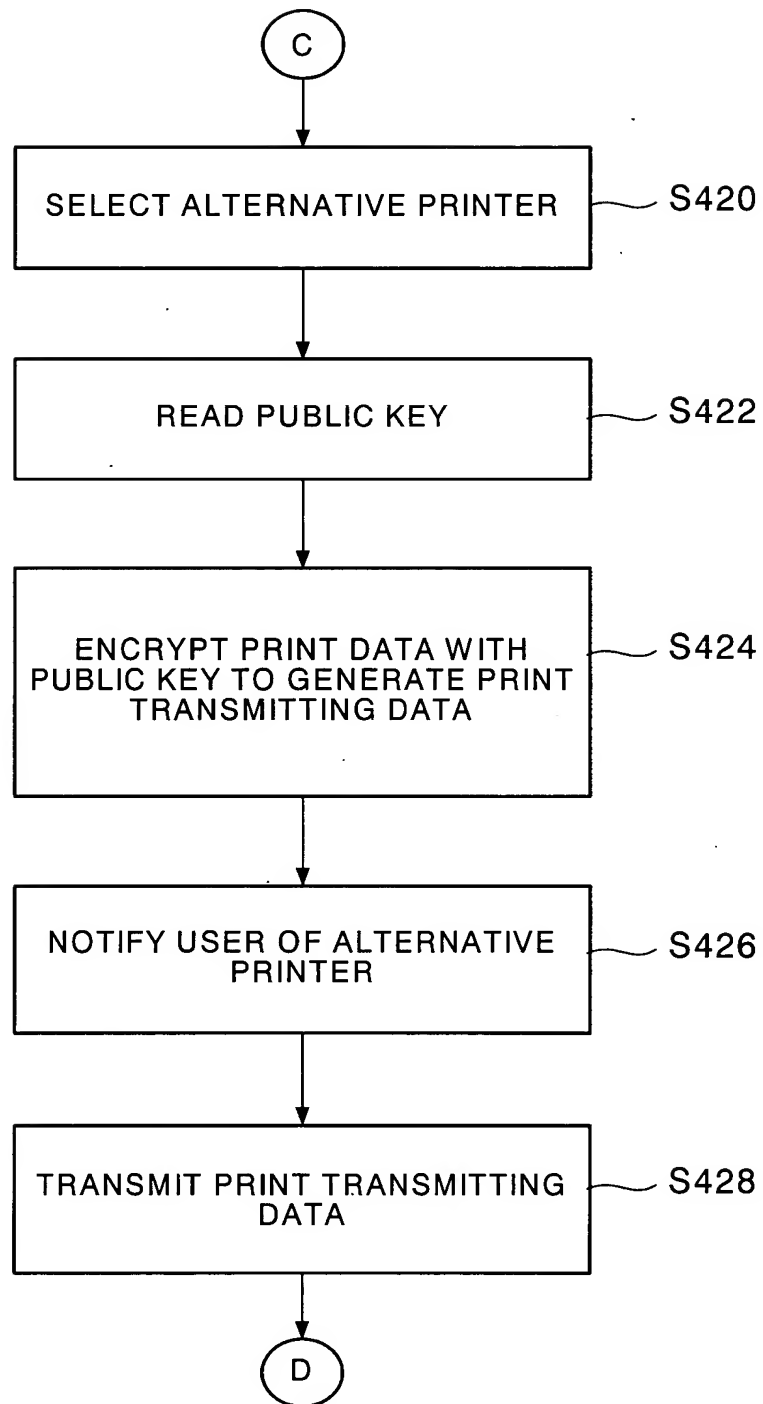 C
SELECT ALTERNATIVE PRINTER
S420
READ PUBLIC KEY
S422
ENCRYPT PRINT DATA WITH
PUBLIC KEY TO GENERATE PRINT
TRANSMITTING DATA
S424
NOTIFY USER OF ALTERNATIVE
PRINTER
S426
TRANSMIT PRINT TRANSMITTING
DATA
S428
D